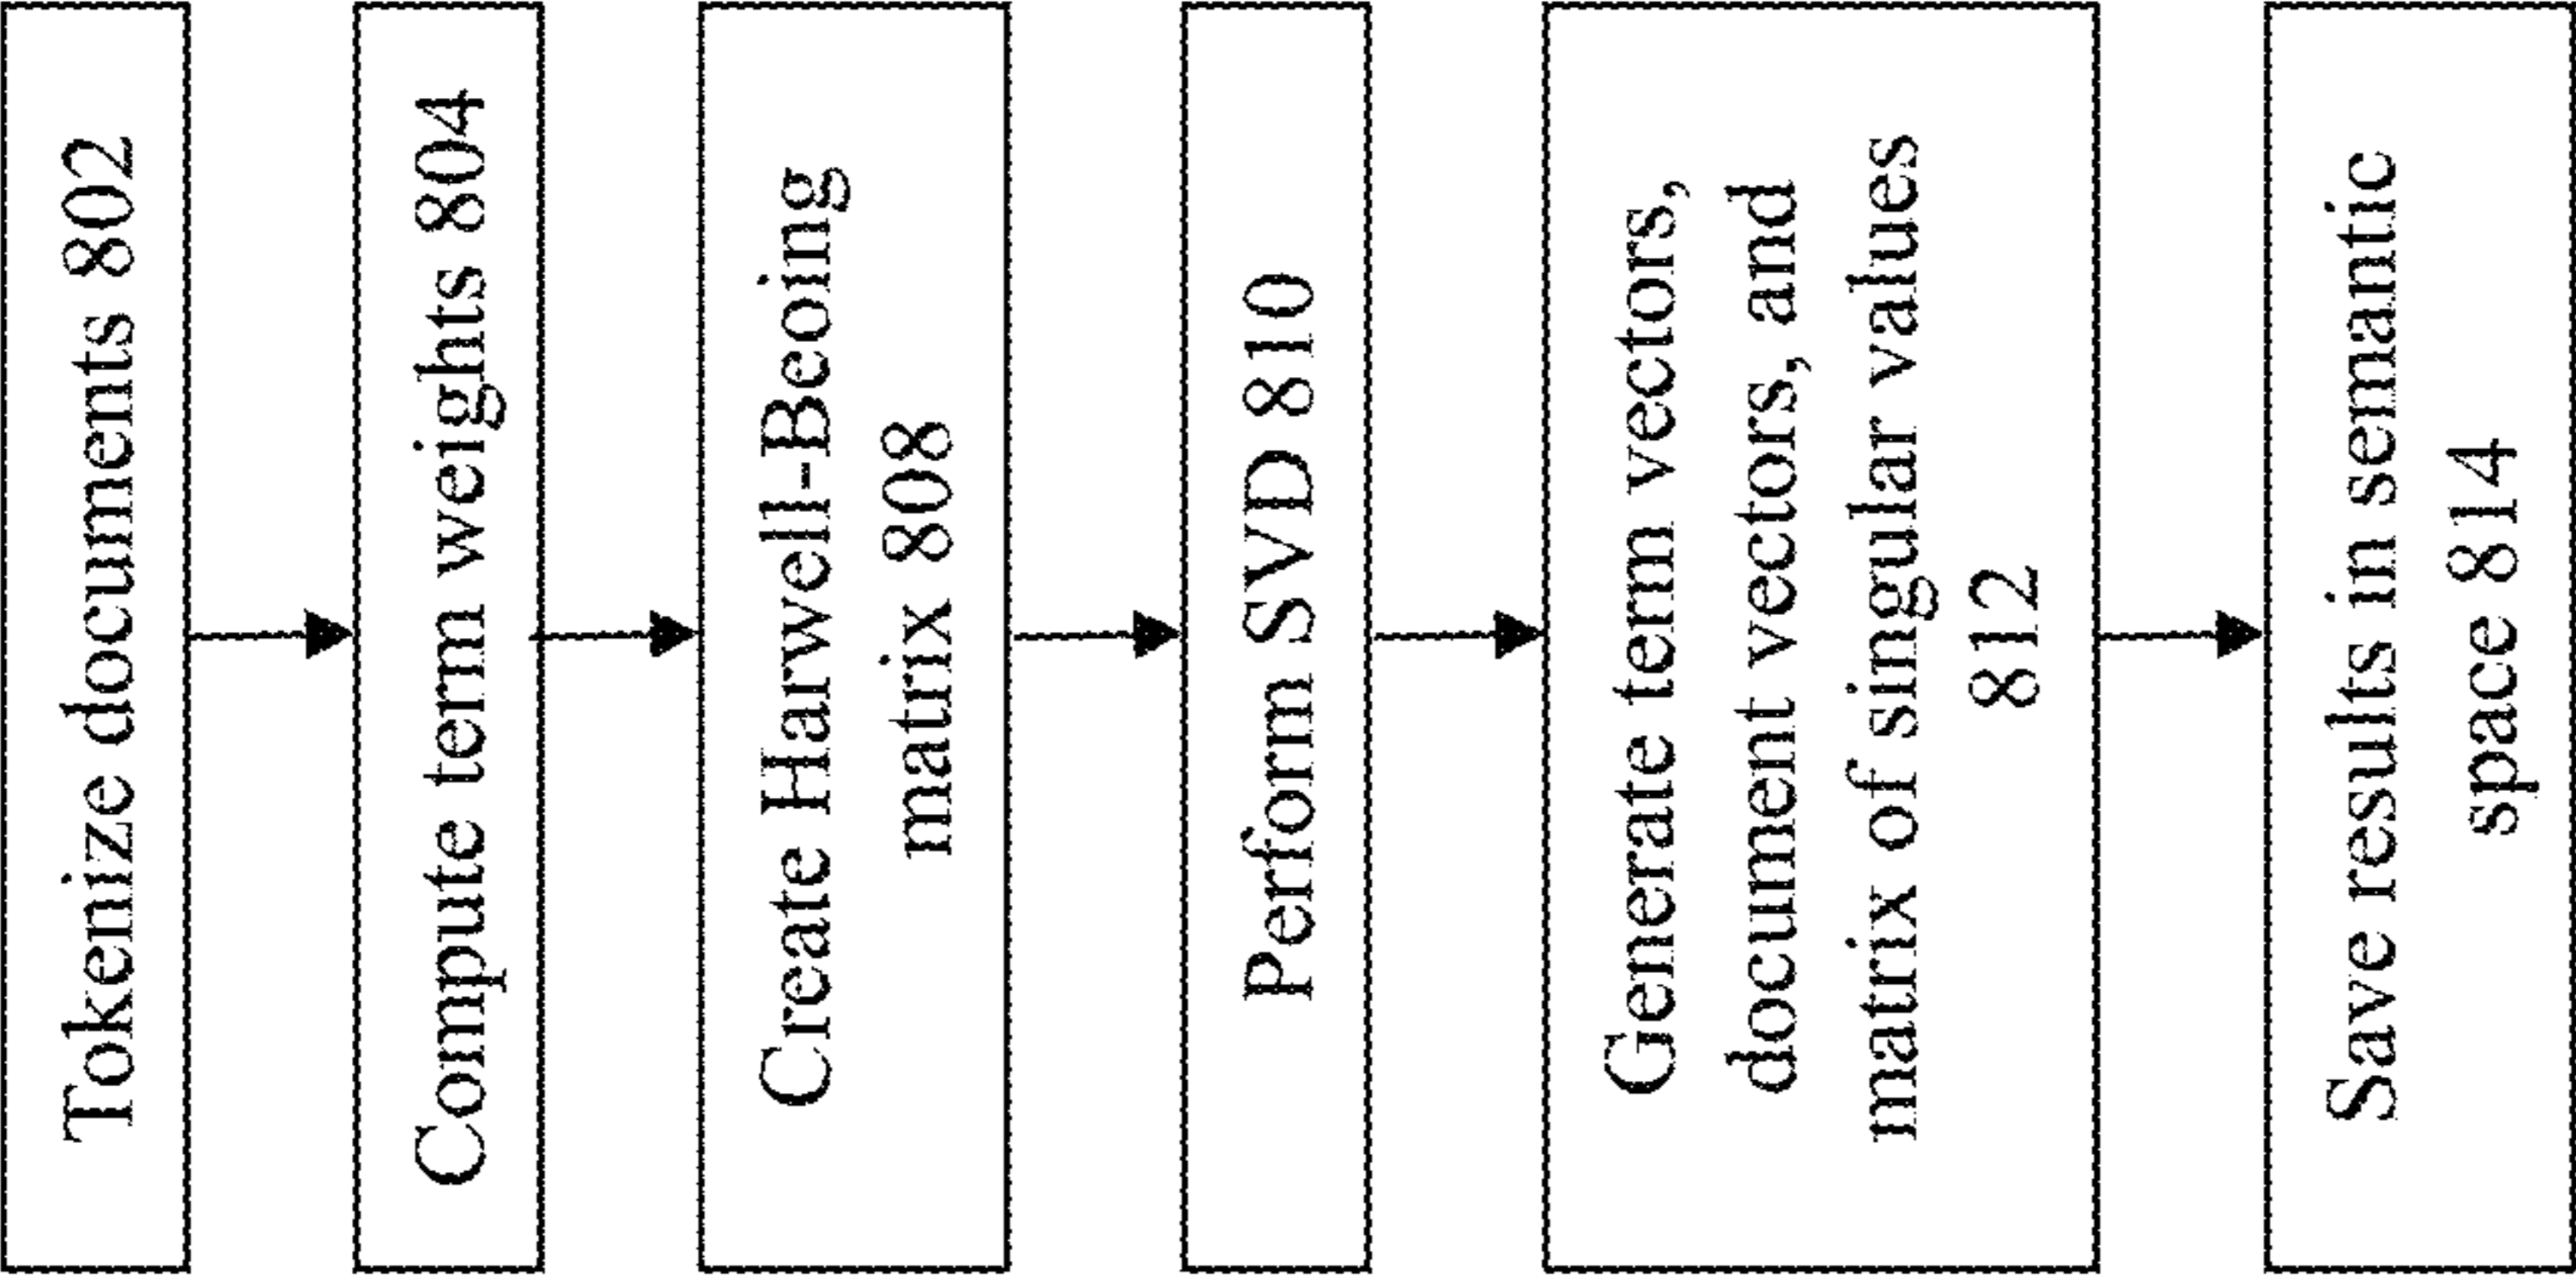 Tokenize documents 802
Compute term weights 804
Create Harwell-Beoing
matrix 808
Perform SVD 810
Generate term vectors,
document vectors, and
matrix of singular values
812
Save results in semantic
space 814